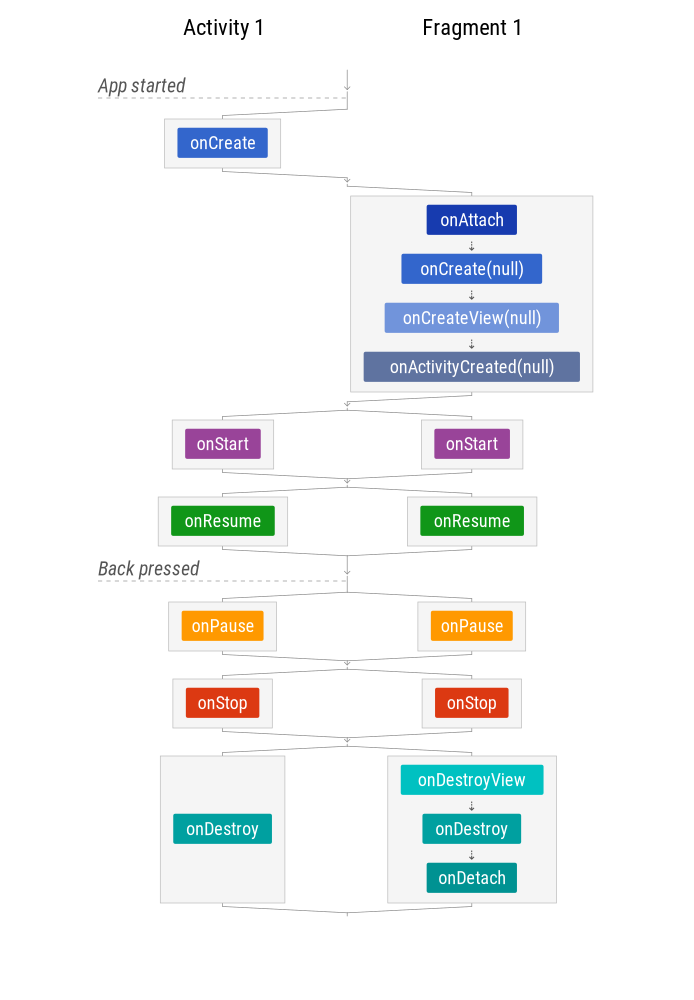 Activity 1 Fragment 1
App started
onCreate
onAttach
onCreate(null)
onCreateView(null)
onActivityCreated(null)
onStart onStart
onResume onResume
Back pressed
onPause onPause
onStop onStop
onDestroyView
onDestroy onDestroy
onDetach